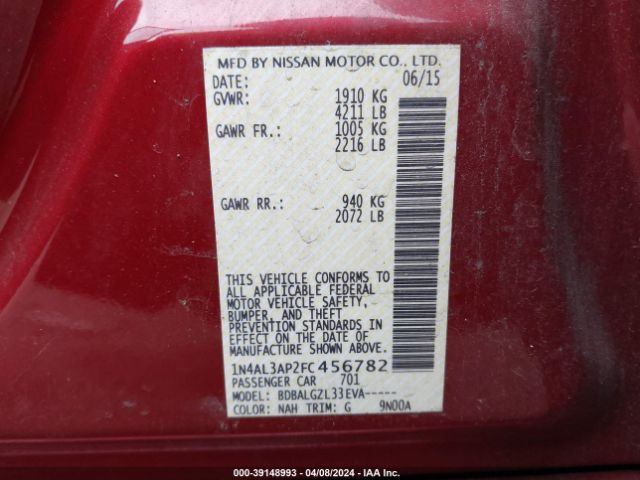 MFD BY NISSAN MOTOR CO., LTD.
DATE: 06/15
GVWR: 1910 KG
4211 LB
GAWR FR.: 1005 KG
2216 LB
GAWR RR.: 940 KG
2072 LB
THIS VEHICLE CONFORMS TO
ALL APPLICABLE FEDERAL
MOTOR VEHICLE SAFETY,
BUMPER, AND THEFT
PREVENTION STANDARDS IN
EFFECT ON THE DATE OF
MANUFACTURE SHOWN ABOVE.
1N4AL3AP2FC456782
PASSENGER CAR 701
MODEL: BDBALGZL33EVA-----
COLOR: NAH TRIM: G 9N00A
000-39148993 - 04/08/2024 - IAA Inc.